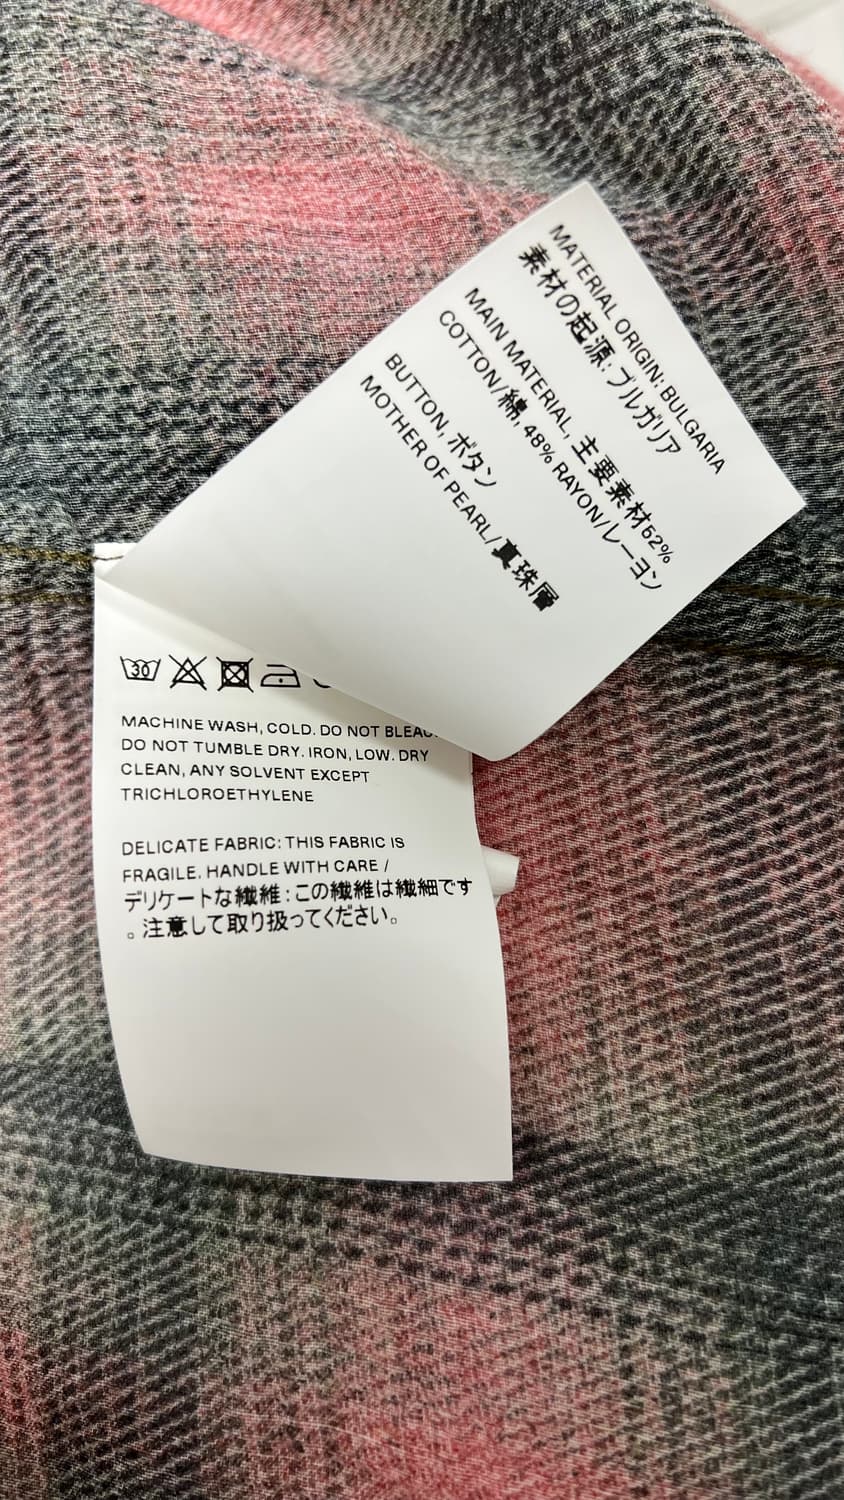 MATERIAL ORIGIN: BULGARIA
素材の起源: ブルガリア
MAIN MATERIAL, 主要素材52%
COTTON/綿, 48% RAYON/レーヨン
BUTTON, ボタン
MOTHER OF PEARL/真珠層
30
MACHINE WASH, COLD. DO NOT
DO NOT TUMBLE DRY. IRON, LOW. DRY
CLEAN, ANY SOLVENT EXCEPT
TRICHLOROETHYLENE
DELICATE FABRIC: THIS FABRIC IS
FRAGILE. HANDLE WITH CARE /
デリケートな繊維 : この繊維は繊細です
。注意して取り扱ってください。